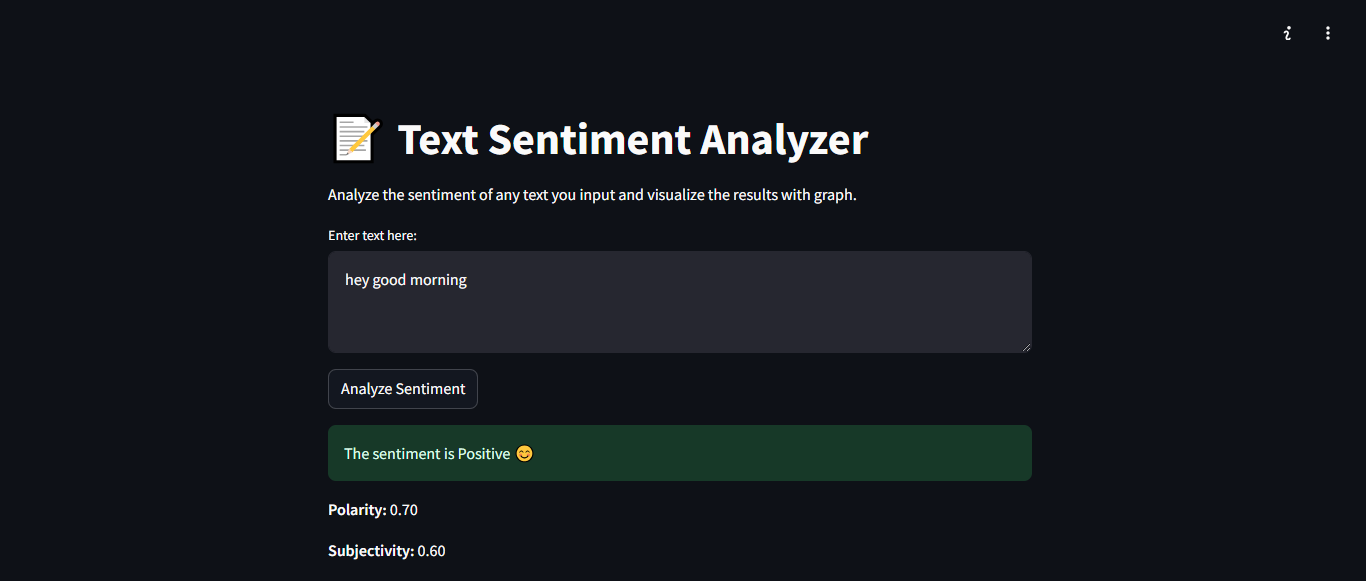 Text Sentiment Analyzer
Analyze the sentiment of any text you input and visualize the results with graph.
Enter text here:
hey good morning
Analyze Sentiment
The sentiment is Positive 😊
Polarity: 0.70
Subjectivity: 0.60